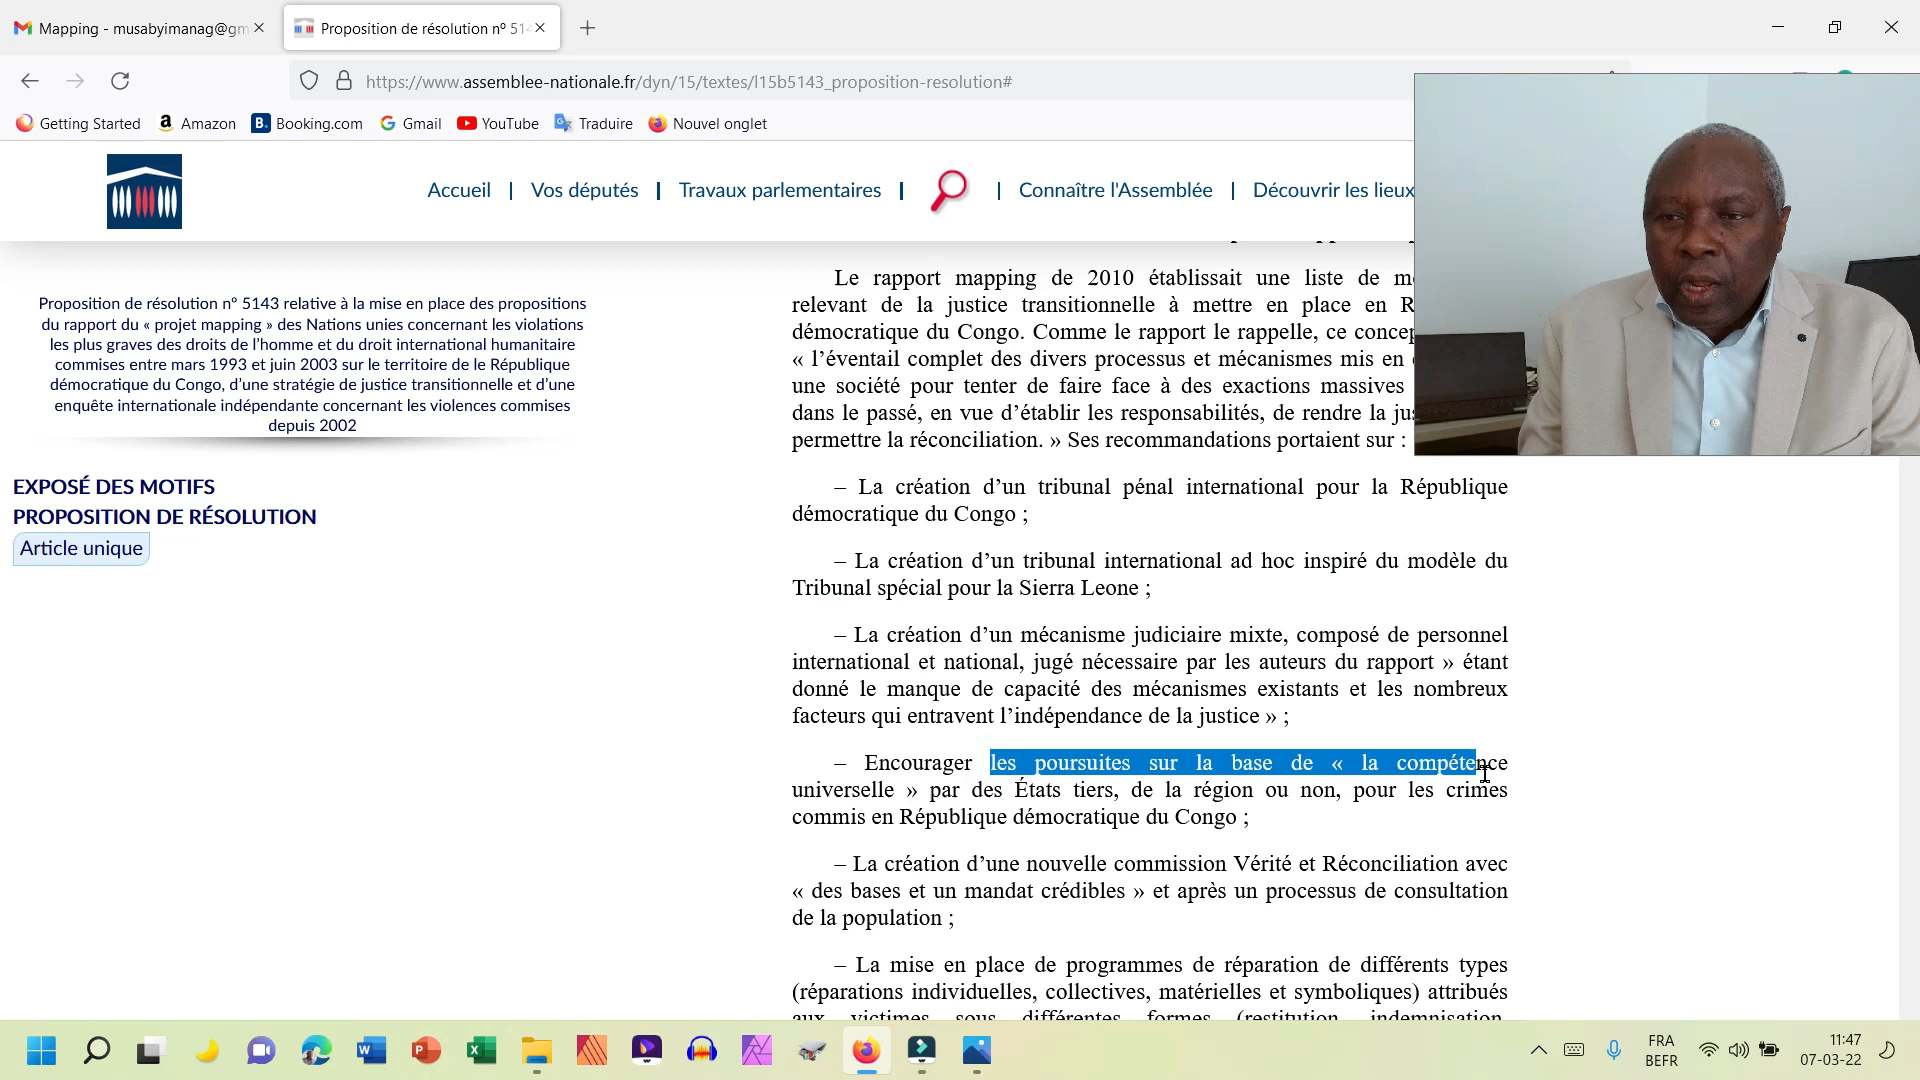 Mapping - musabyimanag@gm
Proposition de résolution nº 514
https://www.assemblee-nationale.fr/dyn/15/textes/l15b5143_proposition-resolution#
Getting Started
Amazon
B.
Booking.com
Gmail
YouTube
Traduire
Nouvel onglet
Accueil | Vos députés | Travaux parlementaires | | Connaître l'Assemblée | Découvrir les lieux
Proposition de résolution nº 5143 relative à la mise en place des propositions
du rapport du « projet mapping » des Nations unies concernant les violations
les plus graves des droits de l’homme et du droit international humanitaire
commises entre mars 1993 et juin 2003 sur le territoire de le République
démocratique du Congo, d’une stratégie de justice transitionnelle et d’une
enquête internationale indépendante concernant les violences commises
depuis 2002
EXPOSÉ DES MOTIFS
PROPOSITION DE RÉSOLUTION
Article unique
Le rapport mapping de 2010 établissait une liste de
relevant de la justice transitionnelle à mettre en place en
démocratique du Congo. Comme le rapport le rappelle, ce
« l’éventail complet des divers processus et mécanismes mis en
une société pour tenter de faire face à des exactions massives
dans le passé, en vue d’établir les responsabilités, de rendre la
permettre la réconciliation. » Ses recommandations portaient sur :
– La création d’un tribunal pénal international pour la République
démocratique du Congo ;
– La création d’un tribunal international ad hoc inspiré du modèle du
Tribunal spécial pour la Sierra Leone ;
– La création d’un mécanisme judiciaire mixte, composé de personnel
international et national, jugé nécessaire par les auteurs du rapport » étant
donné le manque de capacité des mécanismes existants et les nombreux
facteurs qui entravent l’indépendance de la justice » ;
– Encourager les poursuites sur la base de « la compétence
universelle » par des États tiers, de la région ou non, pour les crimes
commis en République démocratique du Congo ;
– La création d’une nouvelle commission Vérité et Réconciliation avec
« des bases et un mandat crédibles » et après un processus de consultation
de la population ;
– La mise en place de programmes de réparation de différents types
(réparations individuelles, collectives, matérielles et symboliques) attribués
aux victimes sous différentes formes (restitution, indemnisation,
FRA
BEFR
11:47
07-03-22